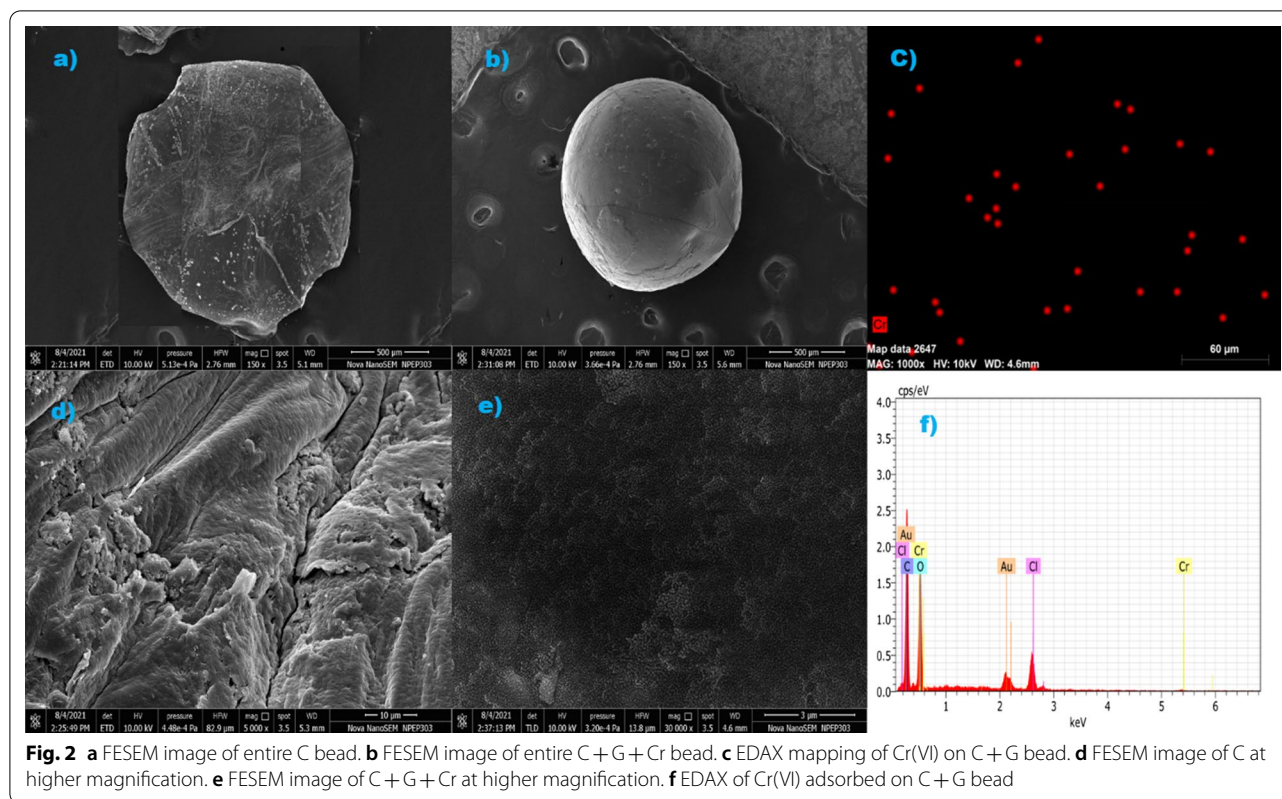 a)
8/4/2021 det HV pressure HFW mag □ spot WD 500 µm
2:21:14 PM ETD 10.00 kV 5.13e-4 Pa 2.76 mm 150 x 3.5 5.1 mm Nova NanoSEM NPEP303
b)
8/4/2021 det HV pressure HFW mag □ spot WD 500 µm
2:31:08 PM ETD 10.00 kV 3.66e-4 Pa 2.76 mm 150 x 3.5 5.6 mm Nova NanoSEM NPEP303
C)
Cr
Map data 2647
MAG: 1000x HV: 10kV WD: 4.6mm
60 µm
d)
8/4/2021 det HV pressure HFW mag □ spot WD 10 µm
2:25:49 PM ETD 10.00 kV 4.48e-4 Pa 82.9 µm 5 000 x 3.5 5.3 mm Nova NanoSEM NPEP303
e)
8/4/2021 det HV pressure HFW mag □ spot WD 3 µm
2:37:13 PM TLD 10.00 kV 3.20e-4 Pa 13.8 µm 30 000 x 3.5 4.6 mm Nova NanoSEM NPEP303
cps/eV
f)
4.0
3.5
3.0
2.5
2.0
1.5
1.0
0.5
0.0
Au
Cl Cr
C O
Au Cl Cr
1 2 3 4 5 6
keV
Fig. 2 a FESEM image of entire C bead. b FESEM image of entire C + G + Cr bead. c EDAX mapping of Cr(VI) on C + G bead. d FESEM image of C at
higher magnification. e FESEM image of C + G + Cr at higher magnification. f EDAX of Cr(VI) adsorbed on C + G bead